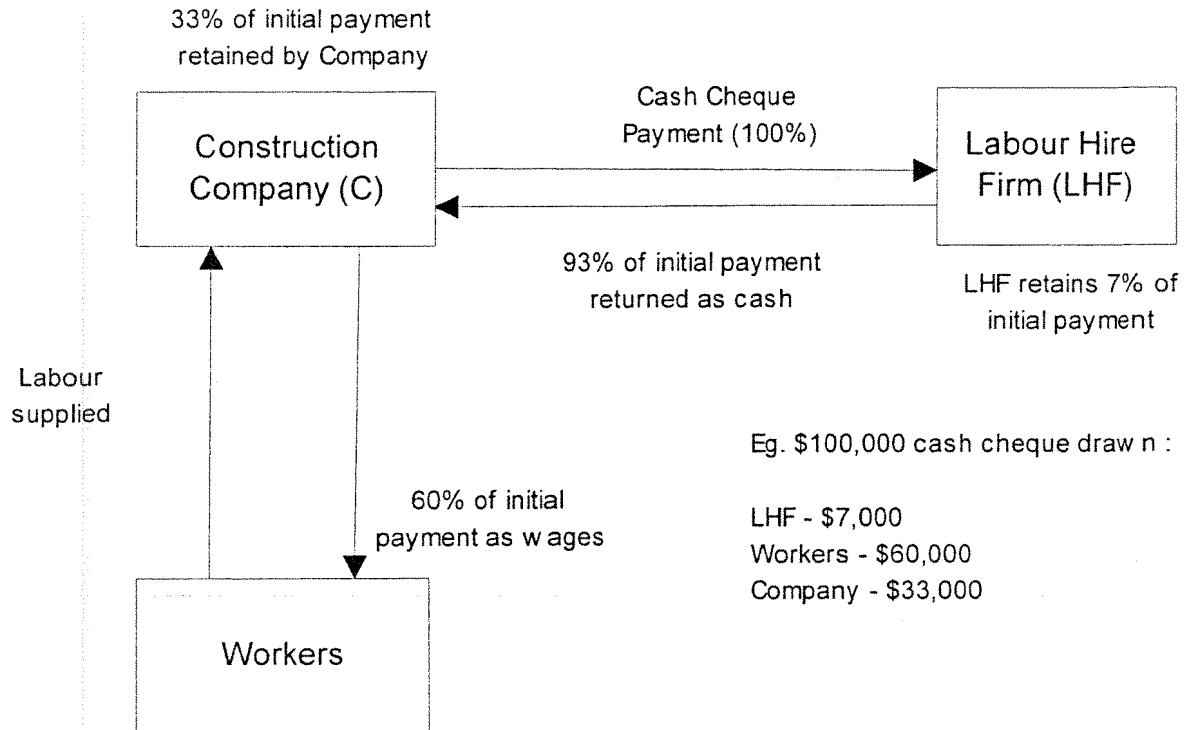 33% of initial payment
retained by Company
Construction
Company (C)
Cash Cheque
Payment (100%)
Labour Hire
Firm (LHF)
93% of initial payment
returned as cash
LHF retains 7% of
initial payment
Labour
supplied
60% of initial
payment as wages
Eg. $100,000 cash cheque drawn :
LHF - $7,000
Workers - $60,000
Company - $33,000
Workers